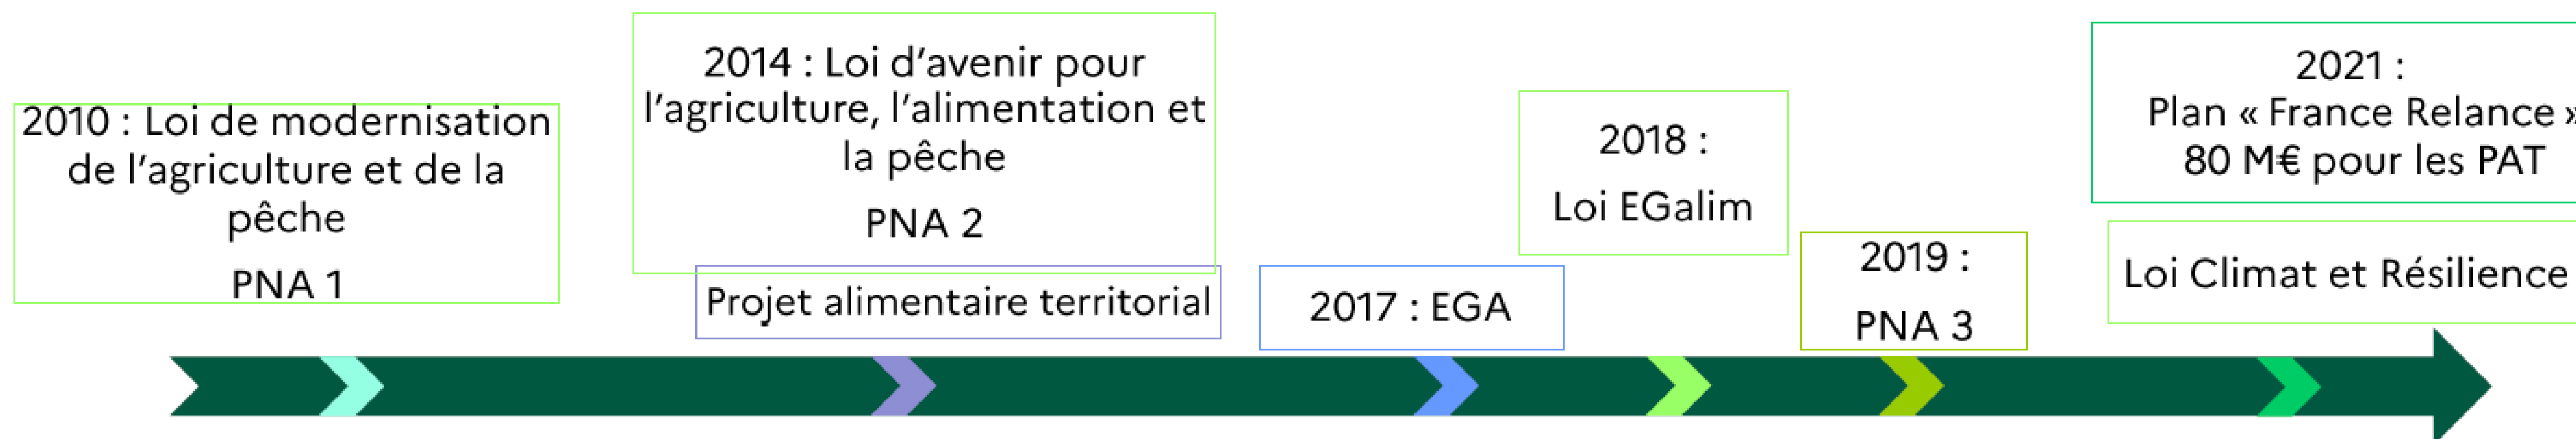 2010 : Loi de modernisation
de l'agriculture et de la
pêche
PNA 1
2014 : Loi d'avenir pour
l'agriculture, l'alimentation et
la pêche
PNA 2
Projet alimentaire territorial
2017 : EGA
2018 :
Loi EGalim
2019 :
PNA 3
2021 :
Plan « France Relance »
80 M€ pour les PAT
Loi Climat et Résilience